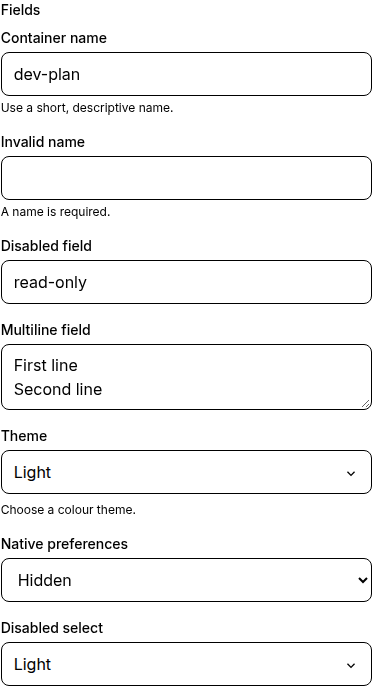 Fields
Container name
dev-plan
Use a short, descriptive name.
Invalid name
A name is required.
Disabled field
read-only
Multiline field
First line
Second line
Theme
Light
Choose a colour theme.
Native preferences
Hidden
Disabled select
Light